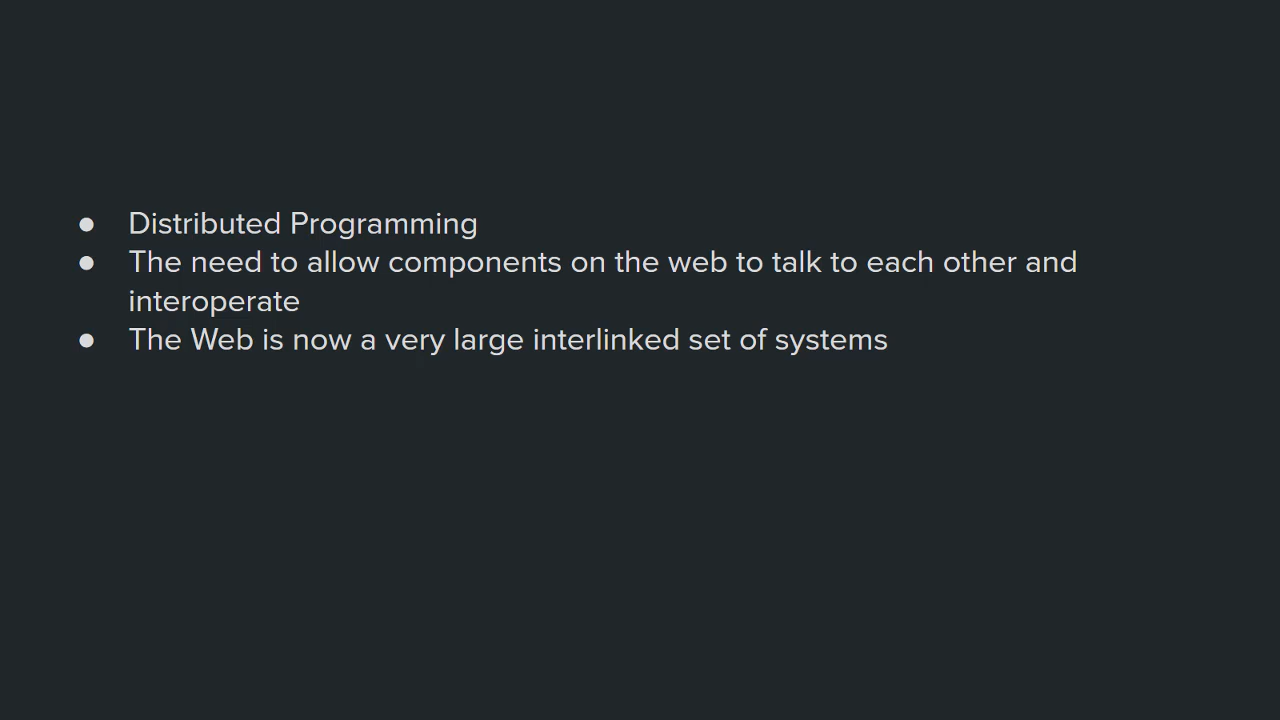 ● Distributed Programming
● The need to allow components on the web to talk to each other and
interoperate
● The Web is now a very large interlinked set of systems